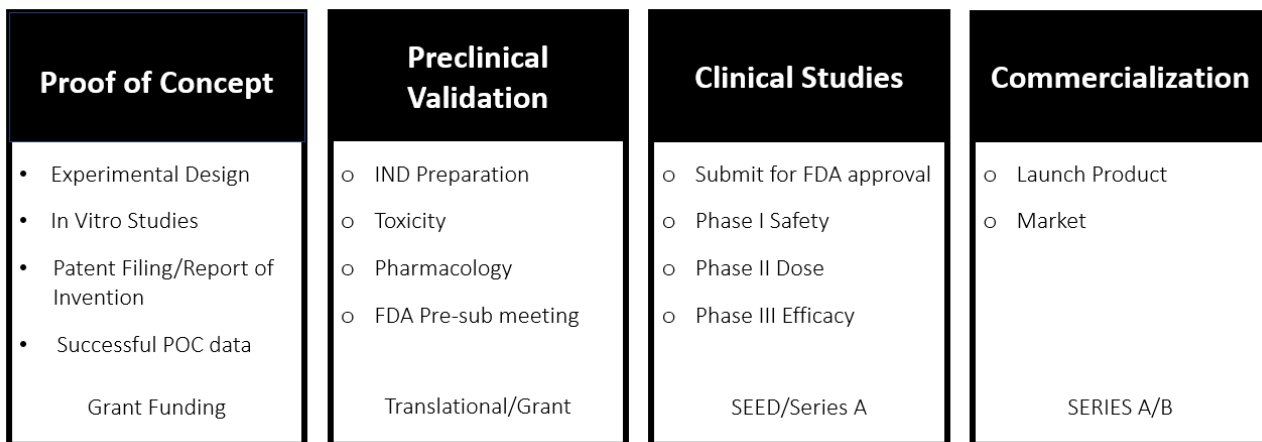 Proof of Concept
• Experimental Design
• In Vitro Studies
• Patent Filing/Report of
Invention
• Successful POC data
Grant Funding
Preclinical
Validation
o IND Preparation
o Toxicity
o Pharmacology
o FDA Pre-sub meeting
Translational/Grant
Clinical Studies
o Submit for FDA approval
o Phase I Safety
o Phase II Dose
o Phase III Efficacy
SEED/Series A
Commercialization
o Launch Product
o Market
SERIES A/B